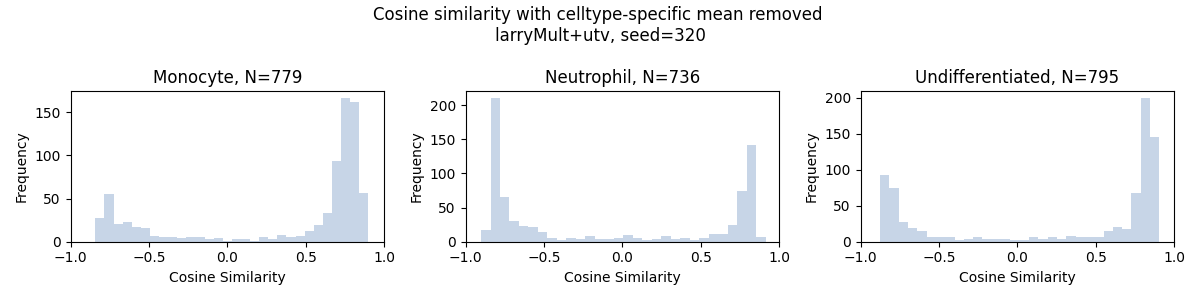 Cosine similarity with celltype-specific mean removed
larryMult+utv, seed=320
Monocyte, N=779
Neutrophil, N=736
Undifferentiated, N=795
Frequency
150
100
50
0
−1.0 −0.5 0.0 0.5 1.0
Cosine Similarity
Frequency
200
150
100
50
0
−1.0 −0.5 0.0 0.5 1.0
Cosine Similarity
Frequency
200
150
100
50
0
−1.0 −0.5 0.0 0.5 1.0
Cosine Similarity